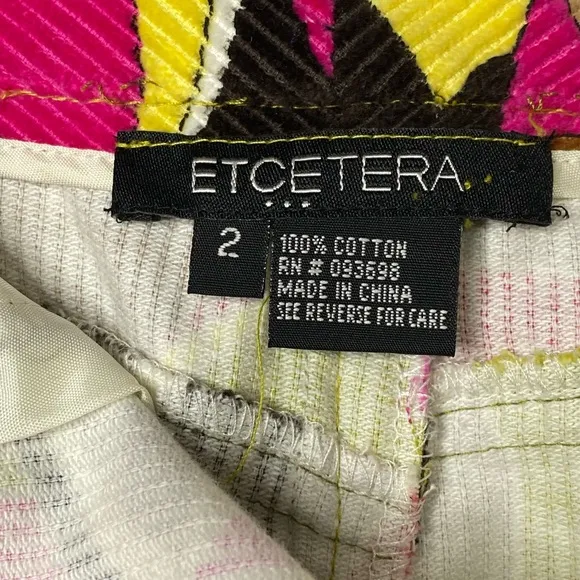 ETCETERA
2
100% COTTON
RN # 093698
MADE IN CHINA
SEE REVERSE FOR CARE